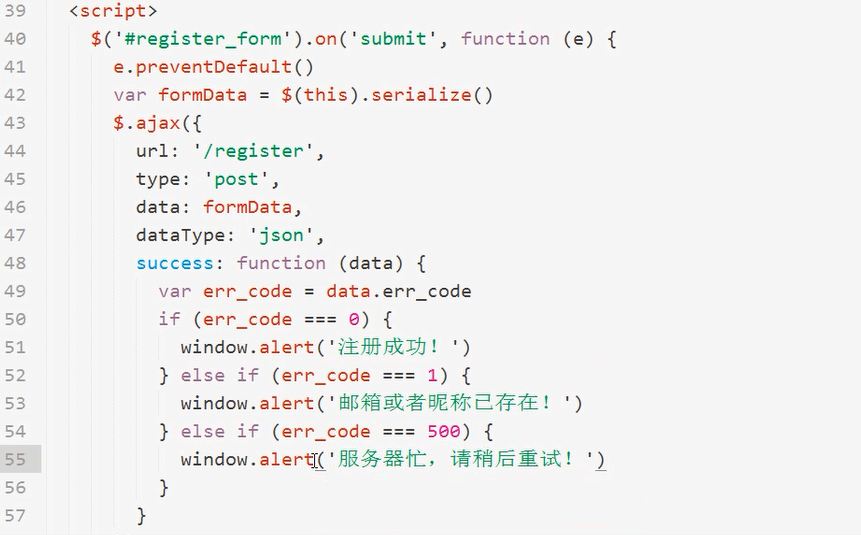 39 <script>
40 $('#register_form').on('submit', function (e) {
41 e.preventDefault()
42 var formData = $(this).serialize()
43 $.ajax({
44 url: '/register',
45 type: 'post',
46 data: formData,
47 dataType: 'json',
48 success: function (data) {
49 var err_code = data.err_code
50 if (err_code === 0) {
51 window.alert('注册成功！')
52 } else if (err_code === 1) {
53 window.alert('邮箱或者昵称已存在！')
54 } else if (err_code === 500) {
55 window.alert('服务器忙，请稍后重试！')
56 }
57 }